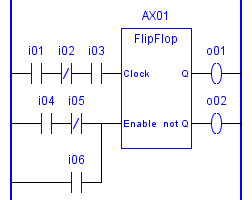 AX01
FlipFlop
i01 i02 i03 o01
Clock Q
i04 i05 o02
Enable not Q
i06